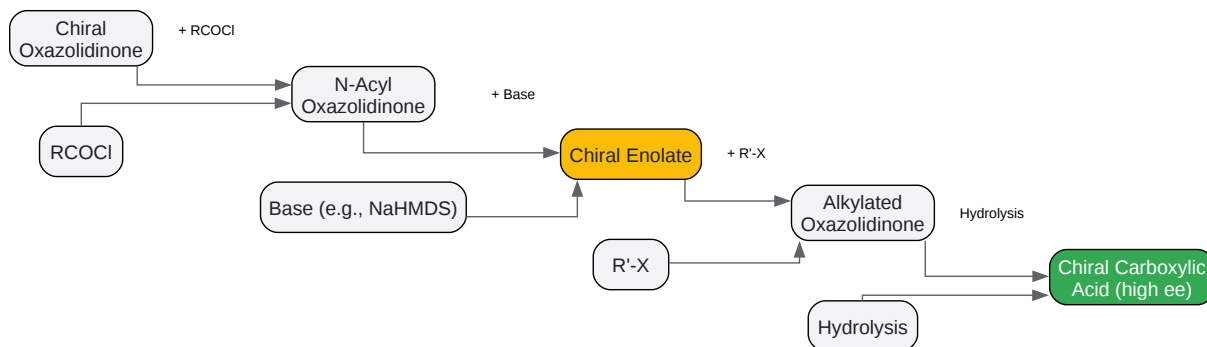 Chiral
Oxazolidinone
+ RCOCl
RCOCl
N-Acyl
Oxazolidinone
+ Base
Base (e.g., NaHMDS)
Chiral Enolate
+ R'-X
R'-X
Alkylated
Oxazolidinone
Hydrolysis
Hydrolysis
Chiral Carboxylic
Acid (high ee)